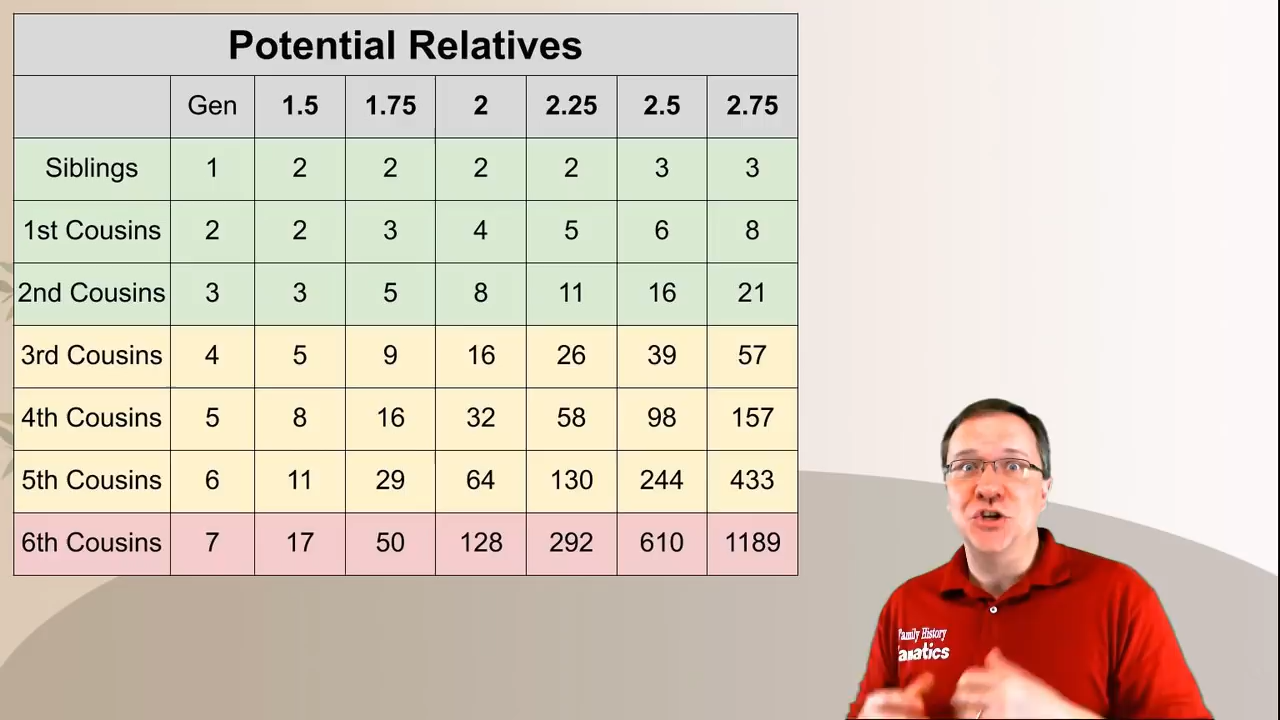 Potential Relatives
Gen 1.5 1.75 2 2.25 2.5 2.75
Siblings 1 2 2 2 2 3 3
1st Cousins 2 2 3 4 5 6 8
2nd Cousins 3 3 5 8 11 16 21
3rd Cousins 4 5 9 16 26 39 57
4th Cousins 5 8 16 32 58 98 157
5th Cousins 6 11 29 64 130 244 433
6th Cousins 7 17 50 128 292 610 1189
Family History
Fanatics